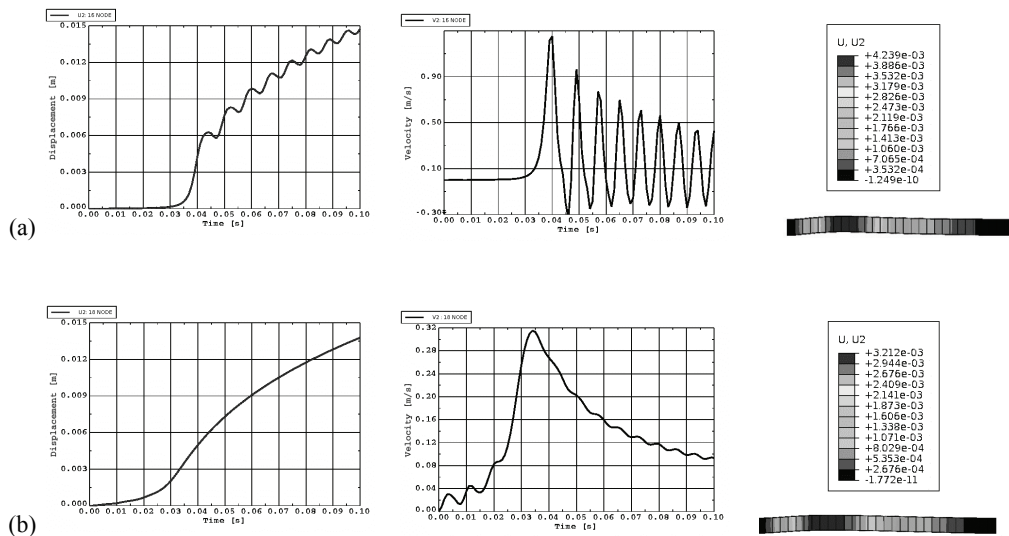 U2: 16 NODE
0.015
0.012
0.009
0.006
0.003
0.000
Displacement [m]
0.00 0.01 0.02 0.03 0.04 0.05 0.06 0.07 0.08 0.09 0.10
Time [s]
V2: 16 NODE
0.90
0.50
0.10
-0.30
Velocity [m/s]
0.00 0.01 0.02 0.03 0.04 0.05 0.06 0.07 0.08 0.09 0.10
Time [s]
U, U2
+4.239e-03
+3.886e-03
+3.532e-03
+3.179e-03
+2.826e-03
+2.473e-03
+2.119e-03
+1.766e-03
+1.413e-03
+1.060e-03
+7.065e-04
+3.532e-04
-1.249e-10
(a)
U2: 16 NODE
0.015
0.012
0.009
0.006
0.003
0.000
Displacement [m]
0.00 0.01 0.02 0.03 0.04 0.05 0.06 0.07 0.08 0.09 0.10
Time [s]
V2: 16 NODE
0.32
0.28
0.24
0.20
0.16
0.12
0.08
0.04
0.00
Velocity [m/s]
0.00 0.01 0.02 0.03 0.04 0.05 0.06 0.07 0.08 0.09 0.10
Time [s]
U, U2
+3.212e-03
+2.944e-03
+2.676e-03
+2.409e-03
+2.141e-03
+1.873e-03
+1.606e-03
+1.338e-03
+1.071e-03
+8.029e-04
+5.353e-04
+2.676e-04
-1.772e-11
(b)